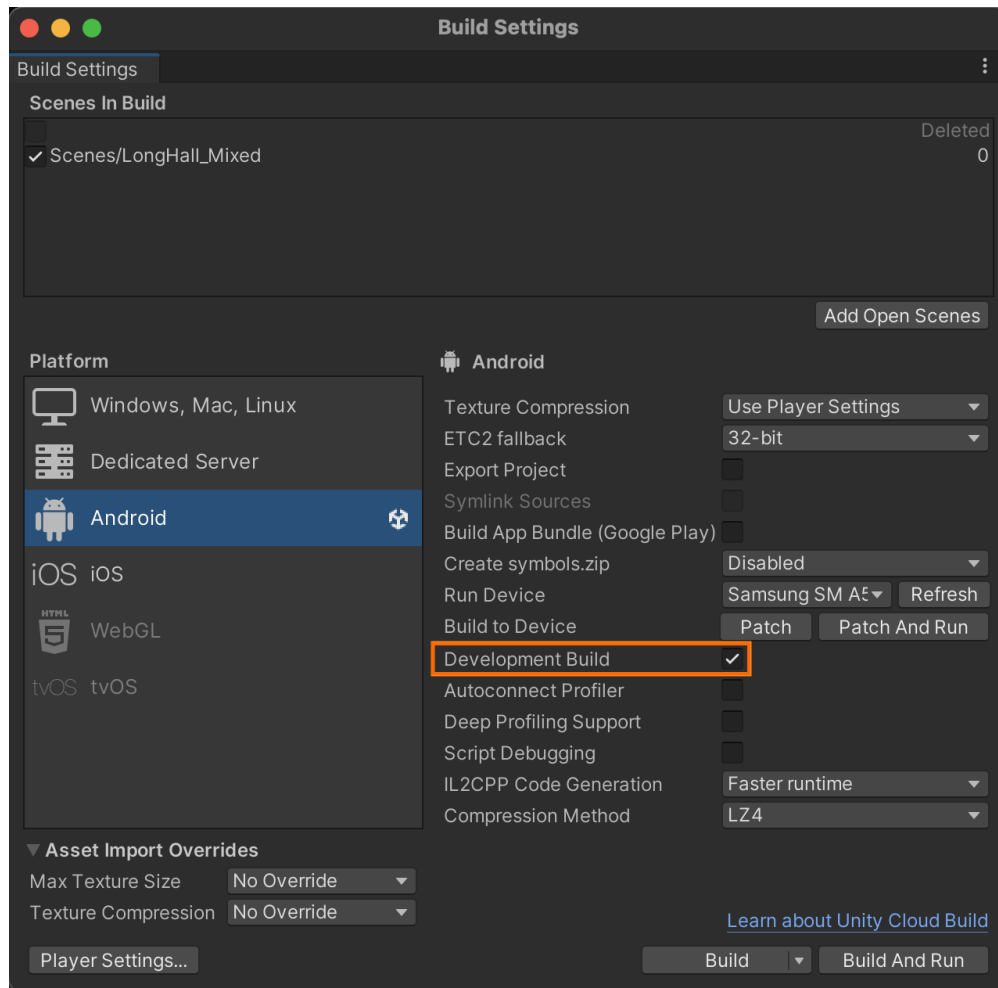 Build Settings
Build Settings
Scenes In Build
Deleted
Scenes/LongHall_Mixed 0
Add Open Scenes
Platform
Windows, Mac, Linux
Dedicated Server
Android
iOS iOS
HTML 5 WebGL
tvOS tvOS
Android
Texture Compression Use Player Settings
ETC2 fallback 32-bit
Export Project
Symlink Sources
Build App Bundle (Google Play)
Create symbols.zip Disabled
Run Device Samsung SM A5 Refresh
Build to Device Patch Patch And Run
Development Build
Autoconnect Profiler
Deep Profiling Support
Script Debugging
IL2CPP Code Generation Faster runtime
Compression Method LZ4
Asset Import Overrides
Max Texture Size No Override
Texture Compression No Override
Learn about Unity Cloud Build
Player Settings... Build Build And Run